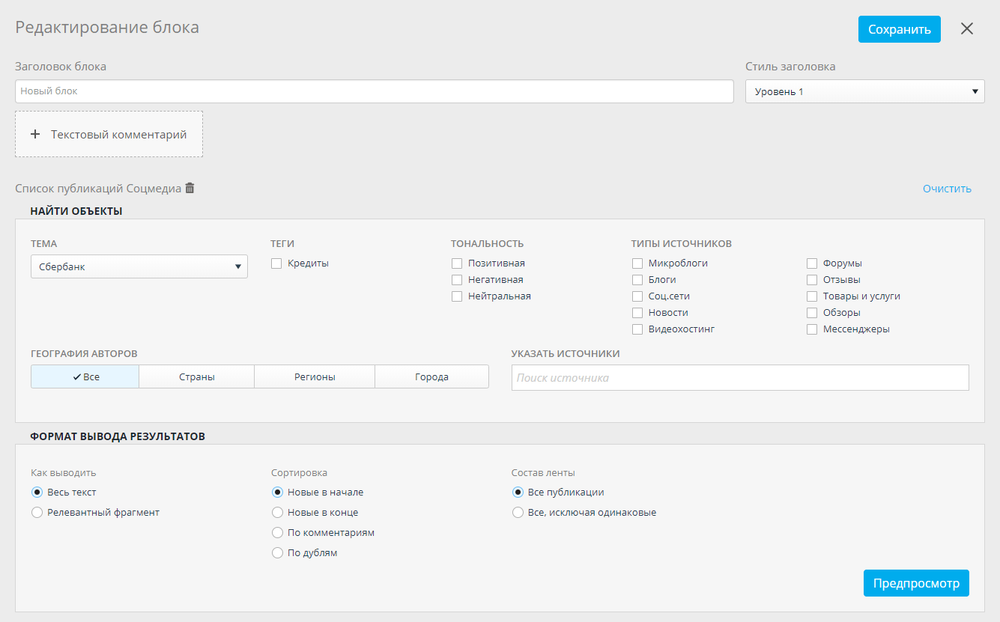 Редактирование блока
Сохранить
Заголовок блока
Стиль заголовка
Новый блок
Уровень 1
+ Текстовый комментарий
Список публикаций Соцмедиа
Очистить
НАЙТИ ОБЪЕКТЫ
ТЕМА
ТЕГИ
ТОНАЛЬНОСТЬ
ТИПЫ ИСТОЧНИКОВ
Сбербанк
Кредиты
Позитивная
Негативная
Нейтральная
Микроблоги
Блоги
Соц.сети
Новости
Видеохостинг
Форумы
Отзывы
Товары и услуги
Обзоры
Мессенджеры
ГЕОГРАФИЯ АВТОРОВ
Все
Страны
Регионы
Города
УКАЗАТЬ ИСТОЧНИКИ
Поиск источника
ФОРМАТ ВЫВОДА РЕЗУЛЬТАТОВ
Как выводить
Весь текст
Релевантный фрагмент
Сортировка
Новые в начале
Новые в конце
По комментариям
По дублям
Состав ленты
Все публикации
Все, исключая одинаковые
Предпросмотр